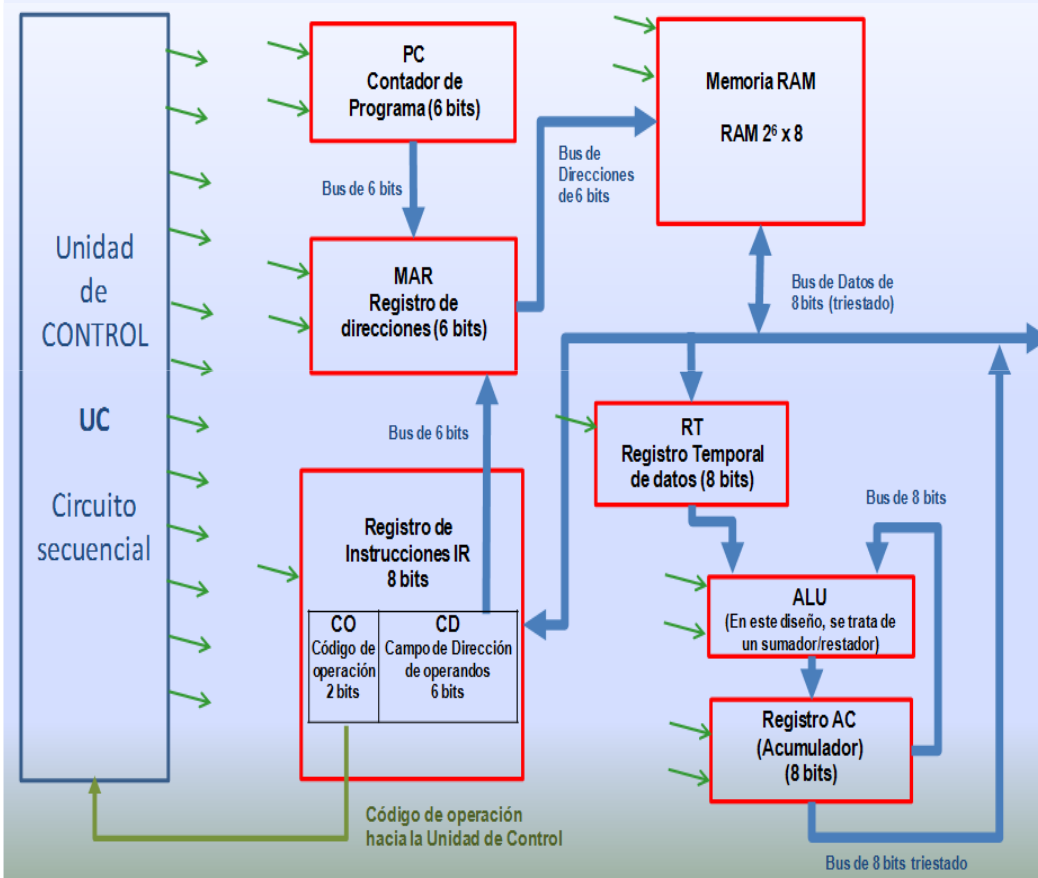 Unidad
de
CONTROL
UC
Circuito
secuencial
PC
Contador de
Programa (6 bits)
Bus de 6 bits
MAR
Registro de
direcciones (6 bits)
Bus de
Direcciones
de 6 bits
Memoria RAM
RAM 2⁶ x 8
Bus de Datos de
8 bits (triestado)
Bus de 6 bits
RT
Registro Temporal
de datos (8 bits)
Bus de 8 bits
Registro de
Instrucciones IR
8 bits
CO
Código de
operación
2 bits
CD
Campo de Dirección
de operandos
6 bits
ALU
(En este diseño, se trata de
un sumador/restador)
Registro AC
(Acumulador)
(8 bits)
Código de operación
hacia la Unidad de Control
Bus de 8 bits triestado